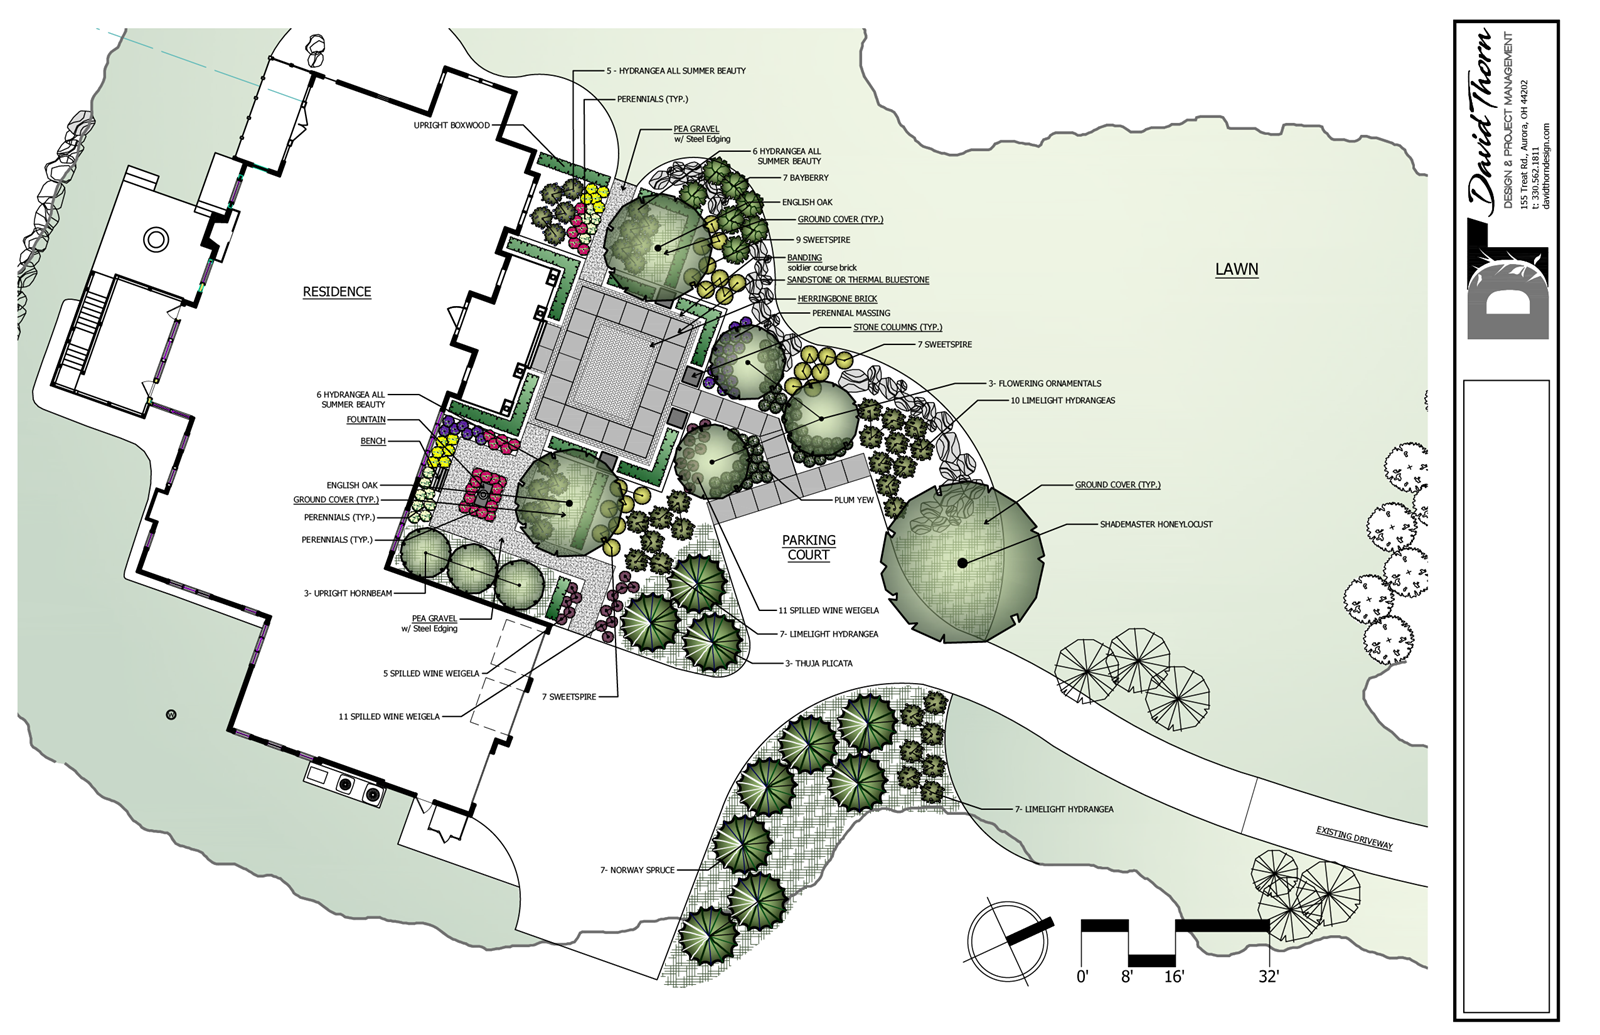 5 - HYDRANGEA ALL SUMMER BEAUTY
PERENNIALS (TYP.)
UPRIGHT BOXWOOD
PEA GRAVEL
w/ Steel Edging
6 HYDRANGEA ALL
SUMMER BEAUTY
7 BAYBERRY
ENGLISH OAK
GROUND COVER (TYP.)
9 SWEETSPIRE
BANDING
soldier course brick
SANDSTONE OR THERMAL BLUESTONE
HERRINGBONE BRICK
PERENNIAL MASSING
STONE COLUMNS (TYP.)
7 SWEETSPIRE
3- FLOWERING ORNAMENTALS
10 LIMELIGHT HYDRANGEAS
LAWN
RESIDENCE
6 HYDRANGEA ALL
SUMMER BEAUTY
FOUNTAIN
BENCH
ENGLISH OAK
GROUND COVER (TYP.)
PERENNIALS (TYP.)
PERENNIALS (TYP.)
3- UPRIGHT HORNBEAM
PEA GRAVEL
w/ Steel Edging
5 SPILLED WINE WEIGELA
11 SPILLED WINE WEIGELA
7 SWEETSPIRE
PLUM YEW
PARKING
COURT
GROUND COVER (TYP.)
SHADEMASTER HONEYLOCUST
11 SPILLED WINE WEIGELA
7- LIMELIGHT HYDRANGEA
3- THUJA PLICATA
7- LIMELIGHT HYDRANGEA
7- NORWAY SPRUCE
EXISTING DRIVEWAY
0'
8'
16'
32'
David Thorn
DESIGN & PROJECT MANAGEMENT
155 Treat Rd., Aurora, OH 44202
t: 330.562.1811
davidthorndesign.com
DT